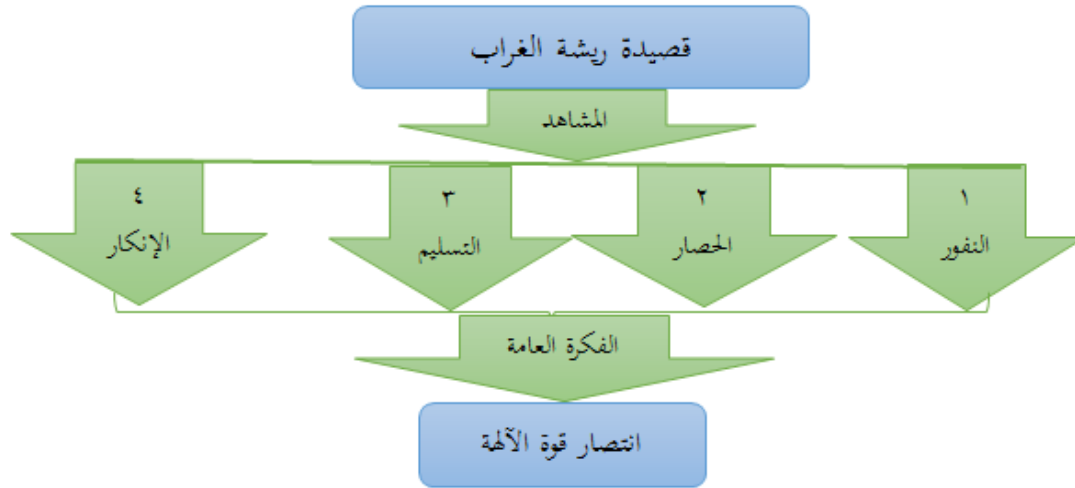 قصيدة ريشة الغراب
المشاهد
١
النفور
٢
الحصار
٣
التسليم
٤
الإنكار
الفكرة العامة
انتصار قوة الآلهة